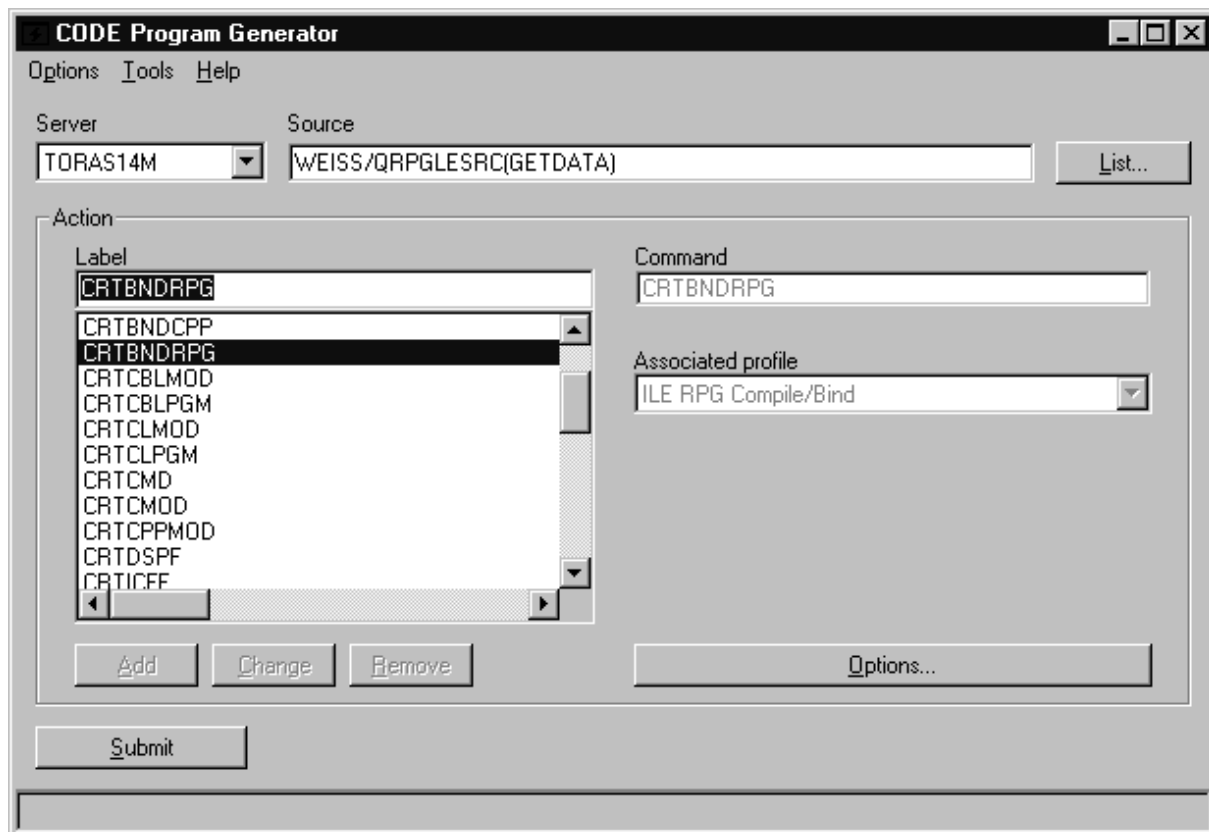 CODE Program Generator
Options Tools Help
Server Source
TORAS14M WEISS/QRPGLESRC(GETDATA) List...
Action
Label Command
CRTBNDRPG CRTBNDRPG
CRTBNDCPP
CRTBNDRPG
Associated profile
CRTCBLMOD
ILE RPG Compile/Bind
CRTCBLPGM
CRTCLMOD
CRTCLPGM
CRTCMD
CRTCMOD
CRTCPPMOD
CRTDSPF
CRTICFF
Add Change Remove Options...
Submit